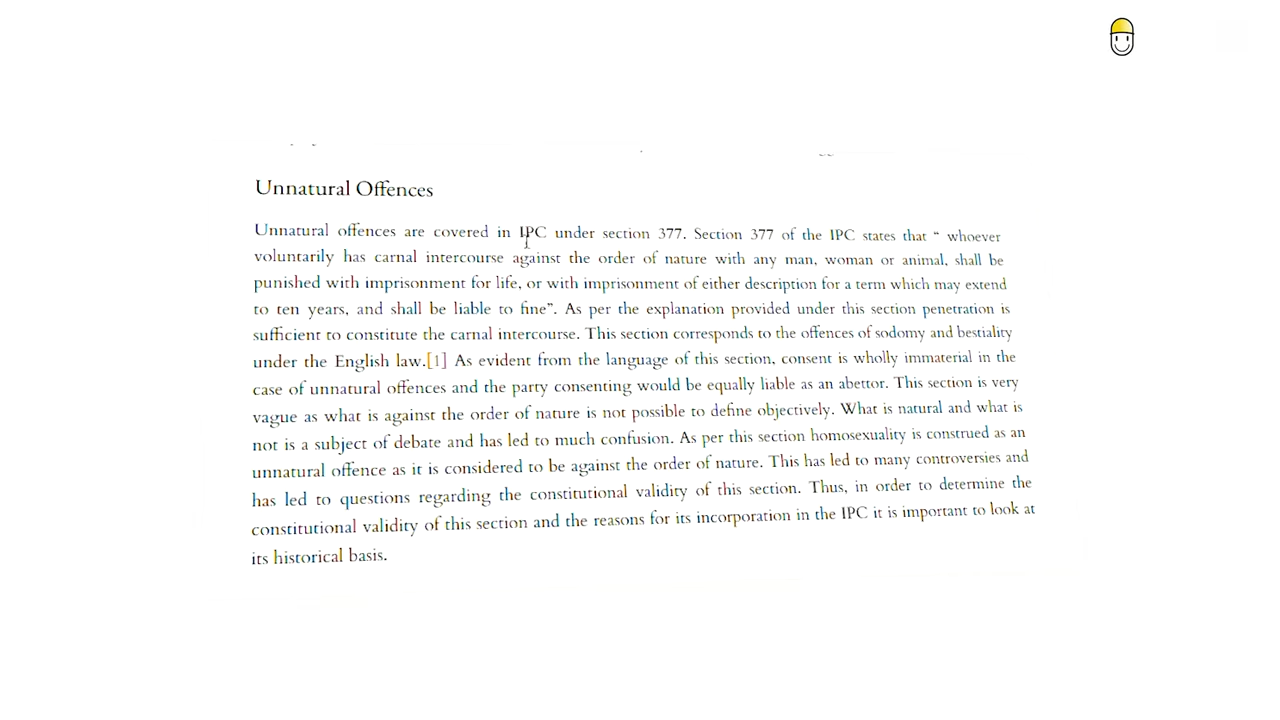 Unnatural Offences
Unnatural offences are covered in IPC under section 377. Section 377 of the IPC states that “ whoever
voluntarily has carnal intercourse against the order of nature with any man, woman or animal, shall be
punished with imprisonment for life, or with imprisonment of either description for a term which may extend
to ten years, and shall be liable to fine”. As per the explanation provided under this section penetration is
sufficient to constitute the carnal intercourse. This section corresponds to the offences of sodomy and bestiality
under the English law.[1] As evident from the language of this section, consent is wholly immaterial in the
case of unnatural offences and the party consenting would be equally liable as an abettor. This section is very
vague as what is against the order of nature is not possible to define objectively. What is natural and what is
not is a subject of debate and has led to much confusion. As per this section homosexuality is construed as an
unnatural offence as it is considered to be against the order of nature. This has led to many controversies and
has led to questions regarding the constitutional validity of this section. Thus, in order to determine the
constitutional validity of this section and the reasons for its incorporation in the IPC it is important to look at
its historical basis.